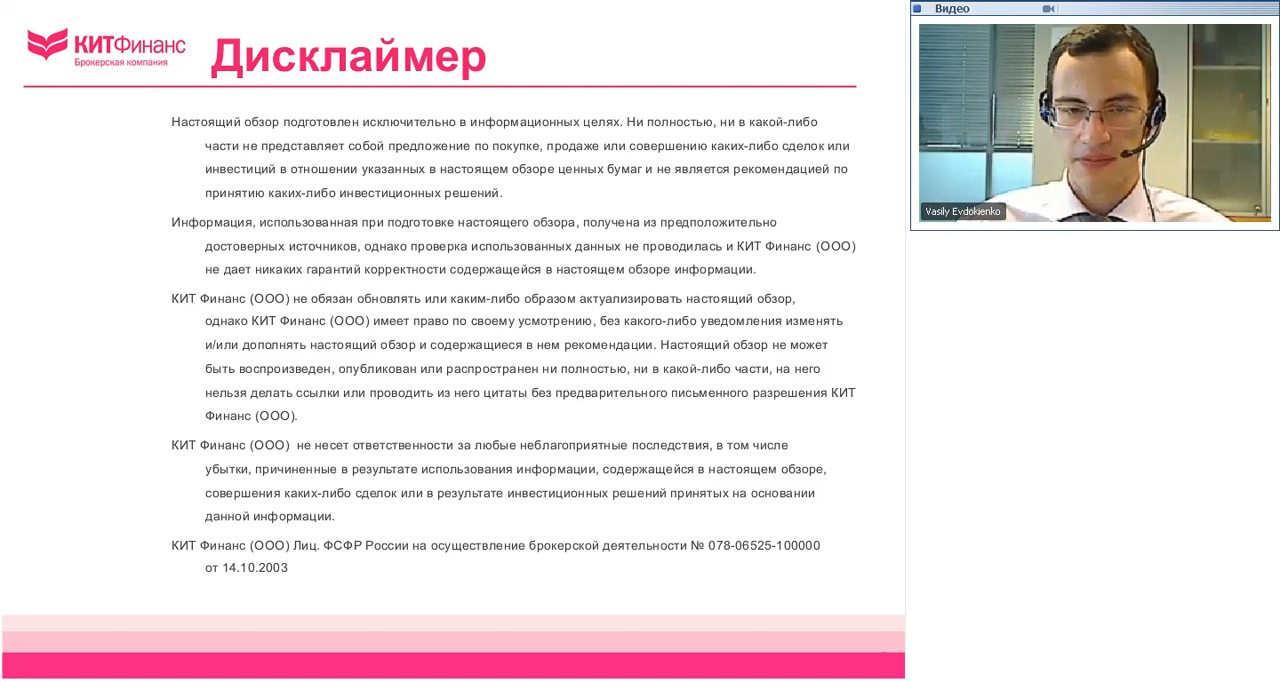 КИТФинанс
Брокерская компания
Дисклаймер
Настоящий обзор подготовлен исключительно в информационных целях. Ни полностью, ни в какой-либо
части не представляет собой предложение по покупке, продаже или совершению каких-либо сделок или
инвестиций в отношении указанных в настоящем обзоре ценных бумаг и не является рекомендацией по
принятию каких-либо инвестиционных решений.
Информация, использованная при подготовке настоящего обзора, получена из предположительно
достоверных источников, однако проверка использованных данных не проводилась и КИТ Финанс (ООО)
не дает никаких гарантий корректности содержащейся в настоящем обзоре информации.
КИТ Финанс (ООО) не обязан обновлять или каким-либо образом актуализировать настоящий обзор,
однако КИТ Финанс (ООО) имеет право по своему усмотрению, без какого-либо уведомления изменять
и/или дополнять настоящий обзор и содержащиеся в нем рекомендации. Настоящий обзор не может
быть воспроизведен, опубликован или распространен ни полностью, ни в какой-либо части, на него
нельзя делать ссылки или проводить из него цитаты без предварительного письменного разрешения КИТ
Финанс (ООО).
КИТ Финанс (ООО)  не несет ответственности за любые неблагоприятные последствия, в том числе
убытки, причиненные в результате использования информации, содержащейся в настоящем обзоре,
совершения каких-либо сделок или в результате инвестиционных решений принятых на основании
данной информации.
КИТ Финанс (ООО) Лиц. ФСФР России на осуществление брокерской деятельности № 078-06525-100000
от 14.10.2003
Видео
Vasily Evdokienko